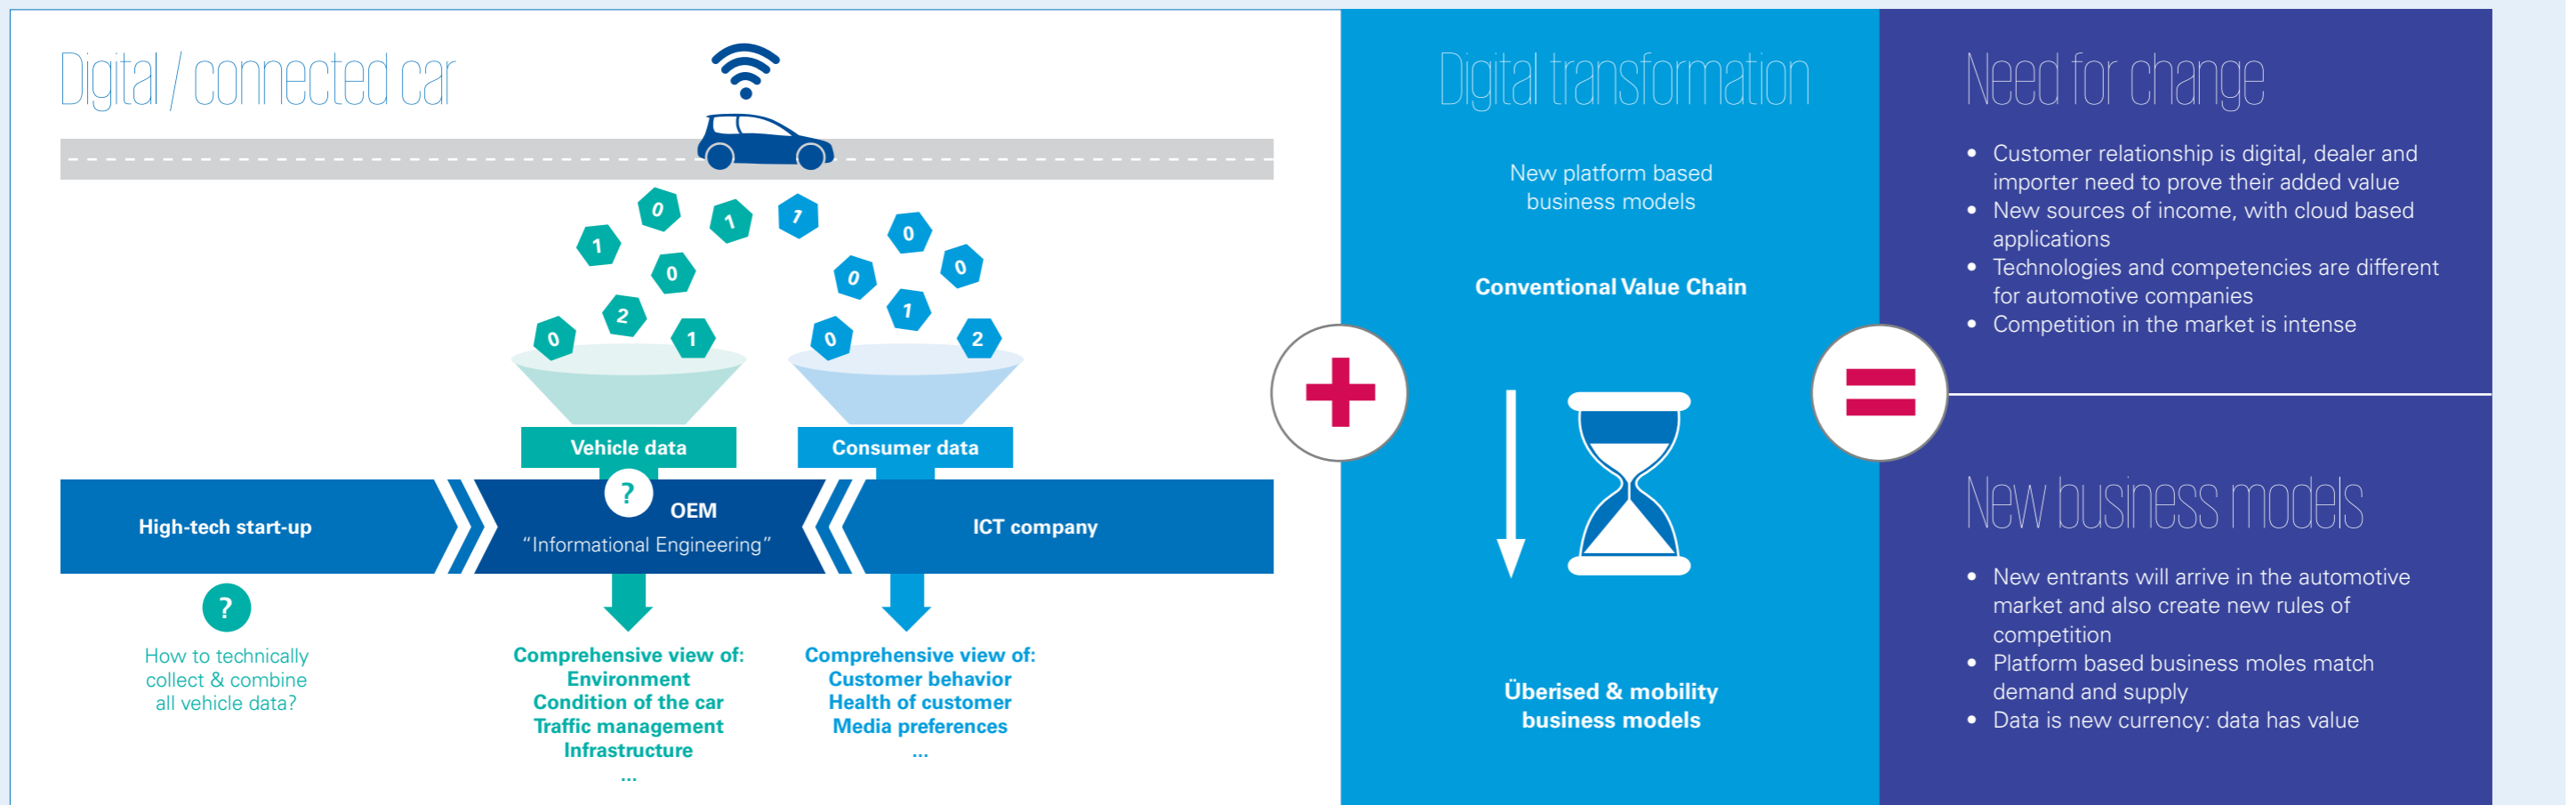 Digital / connected car
0
1
1
1
0
0
0
0
2
1
0
1
0
2
Vehicle data
Consumer data
High-tech start-up
?
OEM
“Informational Engineering”
ICT company
?
How to technically
collect & combine
all vehicle data?
Comprehensive view of:
Environment
Condition of the car
Traffic management
Infrastructure
...
Comprehensive view of:
Customer behavior
Health of customer
Media preferences
...
+
Digital transformation
New platform based
business models
Conventional Value Chain
Überised & mobility
business models
=
Need for change
• Customer relationship is digital, dealer and
importer need to prove their added value
• New sources of income, with cloud based
applications
• Technologies and competencies are different
for automotive companies
• Competition in the market is intense
New business models
• New entrants will arrive in the automotive
market and also create new rules of
competition
• Platform based business moles match
demand and supply
• Data is new currency: data has value